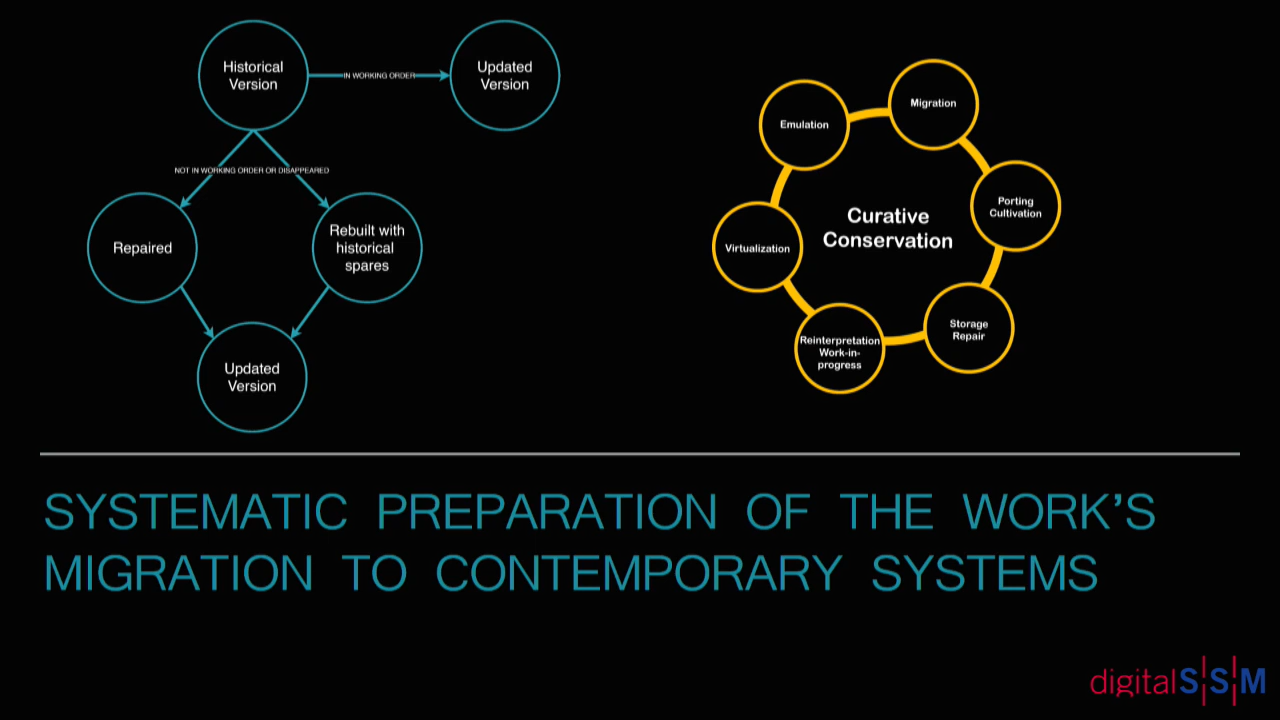 Historical
Version
IN WORKING ORDER
Updated
Version
NOT IN WORKING ORDER OR DISAPPEARED
Repaired
Rebuilt with
historical
spares
Updated
Version
Emulation
Migration
Porting
Cultivation
Curative
Conservation
Virtualization
Storage
Repair
Reinterpretation
Work-in-
progress
SYSTEMATIC PREPARATION OF THE WORK’S
MIGRATION TO CONTEMPORARY SYSTEMS
digitalS|S|M